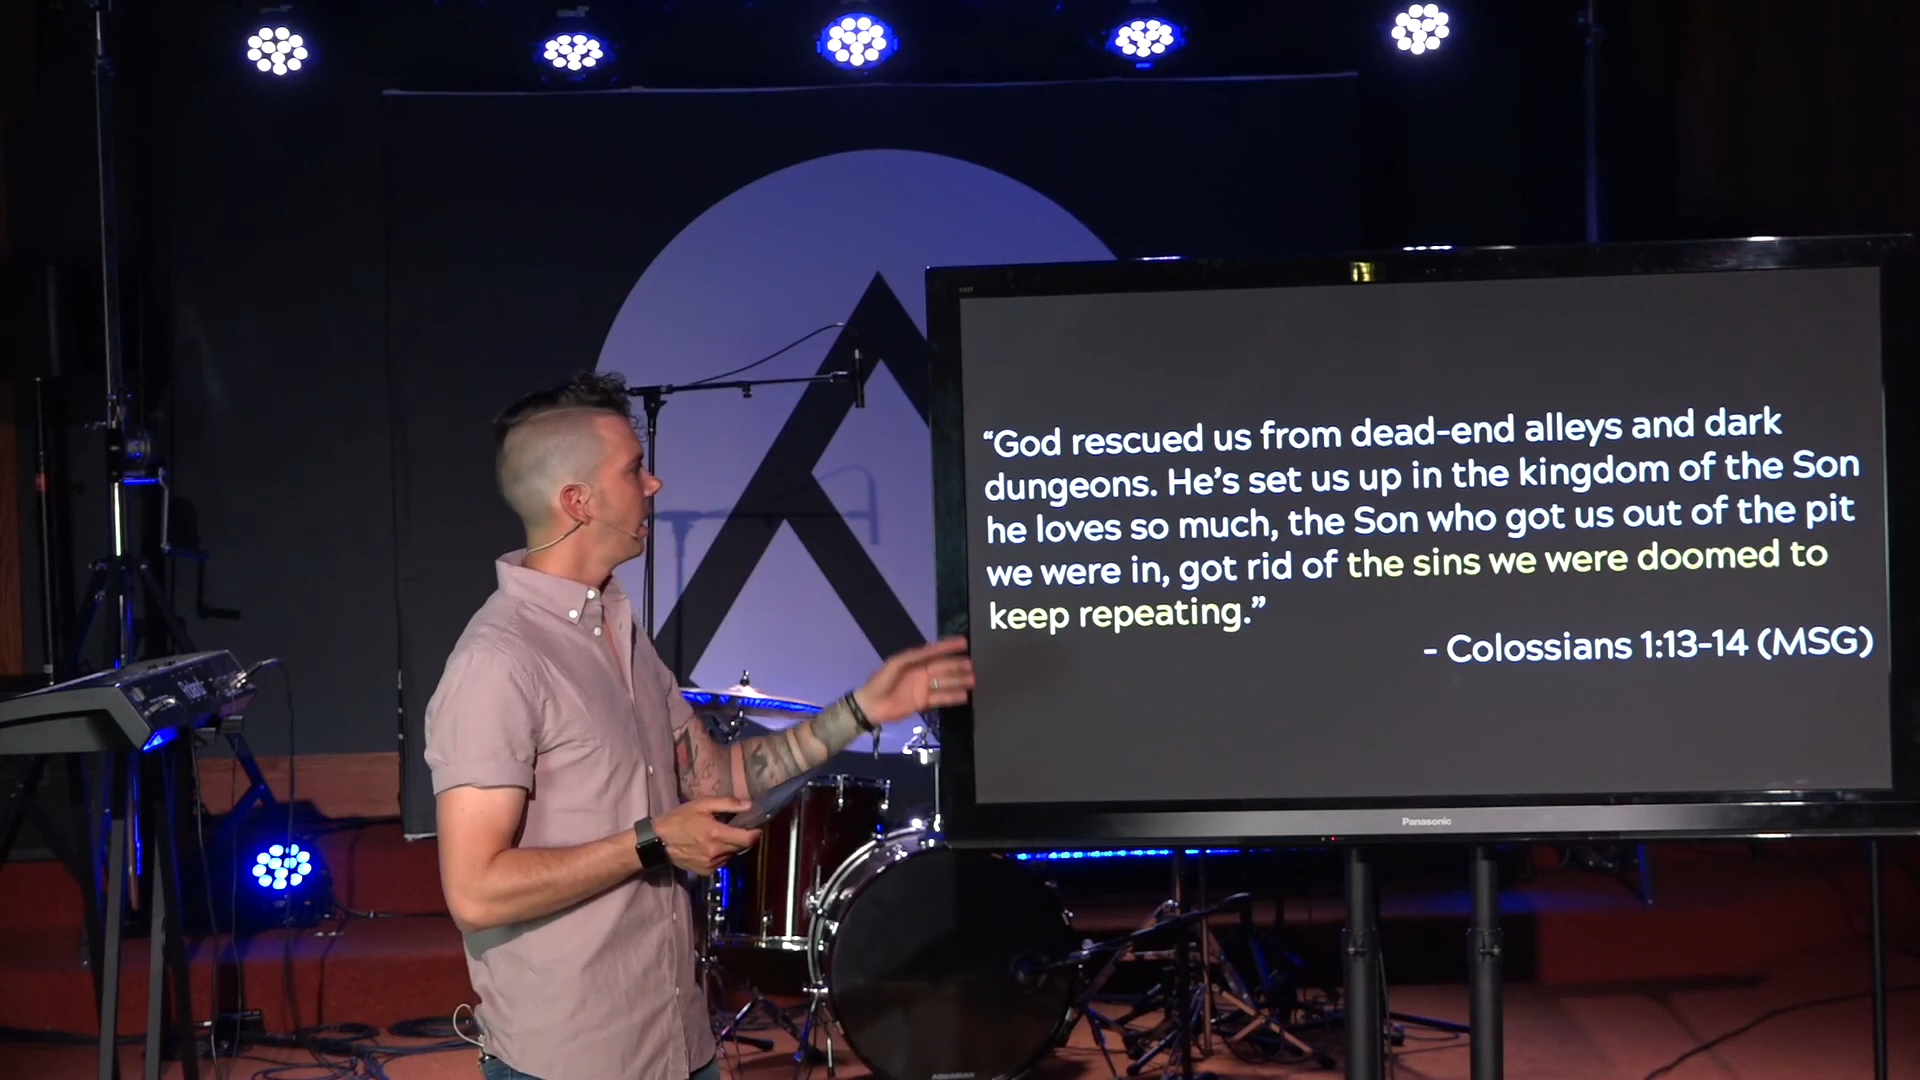 “God rescued us from dead-end alleys and dark
dungeons. He’s set us up in the kingdom of the Son
he loves so much, the Son who got us out of the pit
we were in, got rid of the sins we were doomed to
keep repeating.”
- Colossians 1:13-14 (MSG)
Panasonic